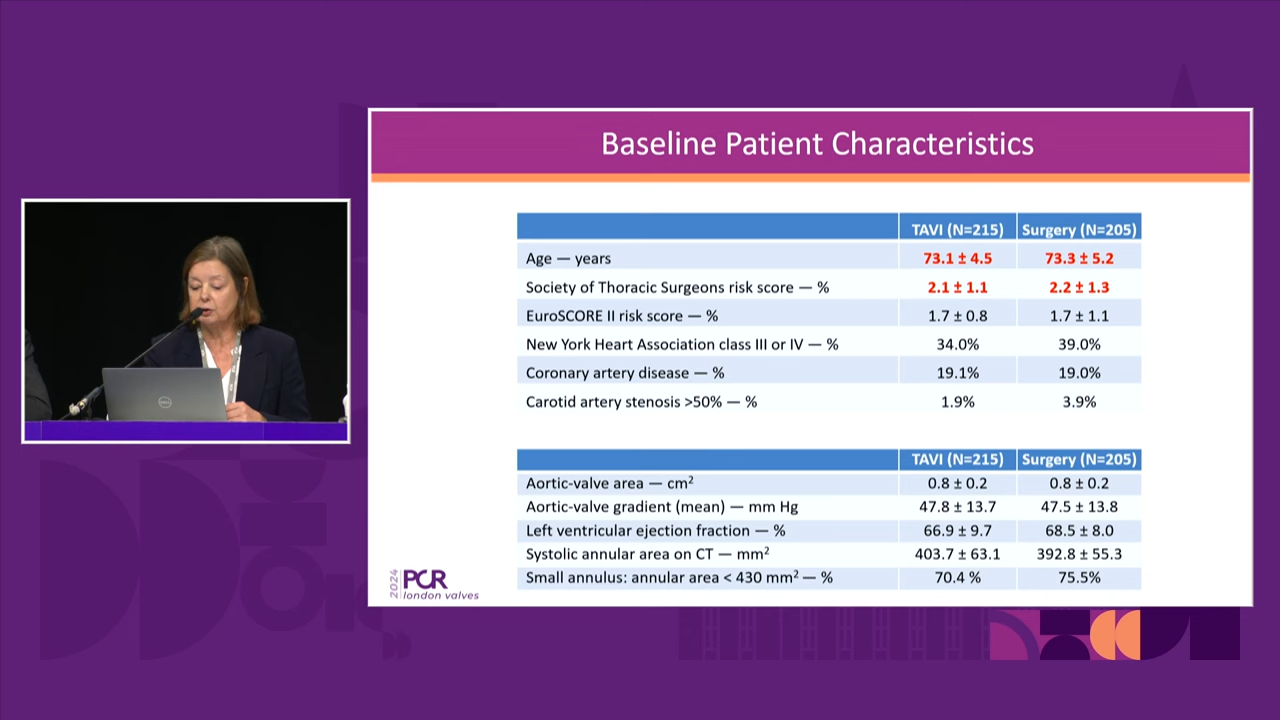 Baseline Patient Characteristics
TAVI (N=215) Surgery (N=205)
Age — years 73.1 ± 4.5 73.3 ± 5.2
Society of Thoracic Surgeons risk score — % 2.1 ± 1.1 2.2 ± 1.3
EuroSCORE II risk score — % 1.7 ± 0.8 1.7 ± 1.1
New York Heart Association class III or IV — % 34.0% 39.0%
Coronary artery disease — % 19.1% 19.0%
Carotid artery stenosis >50% — % 1.9% 3.9%
TAVI (N=215) Surgery (N=205)
Aortic-valve area — cm² 0.8 ± 0.2 0.8 ± 0.2
Aortic-valve gradient (mean) — mm Hg 47.8 ± 13.7 47.5 ± 13.8
Left ventricular ejection fraction — % 66.9 ± 9.7 68.5 ± 8.0
Systolic annular area on CT — mm² 403.7 ± 63.1 392.8 ± 55.3
Small annulus: annular area < 430 mm² — % 70.4 % 75.5%
2024 PCR
london valves
DELL